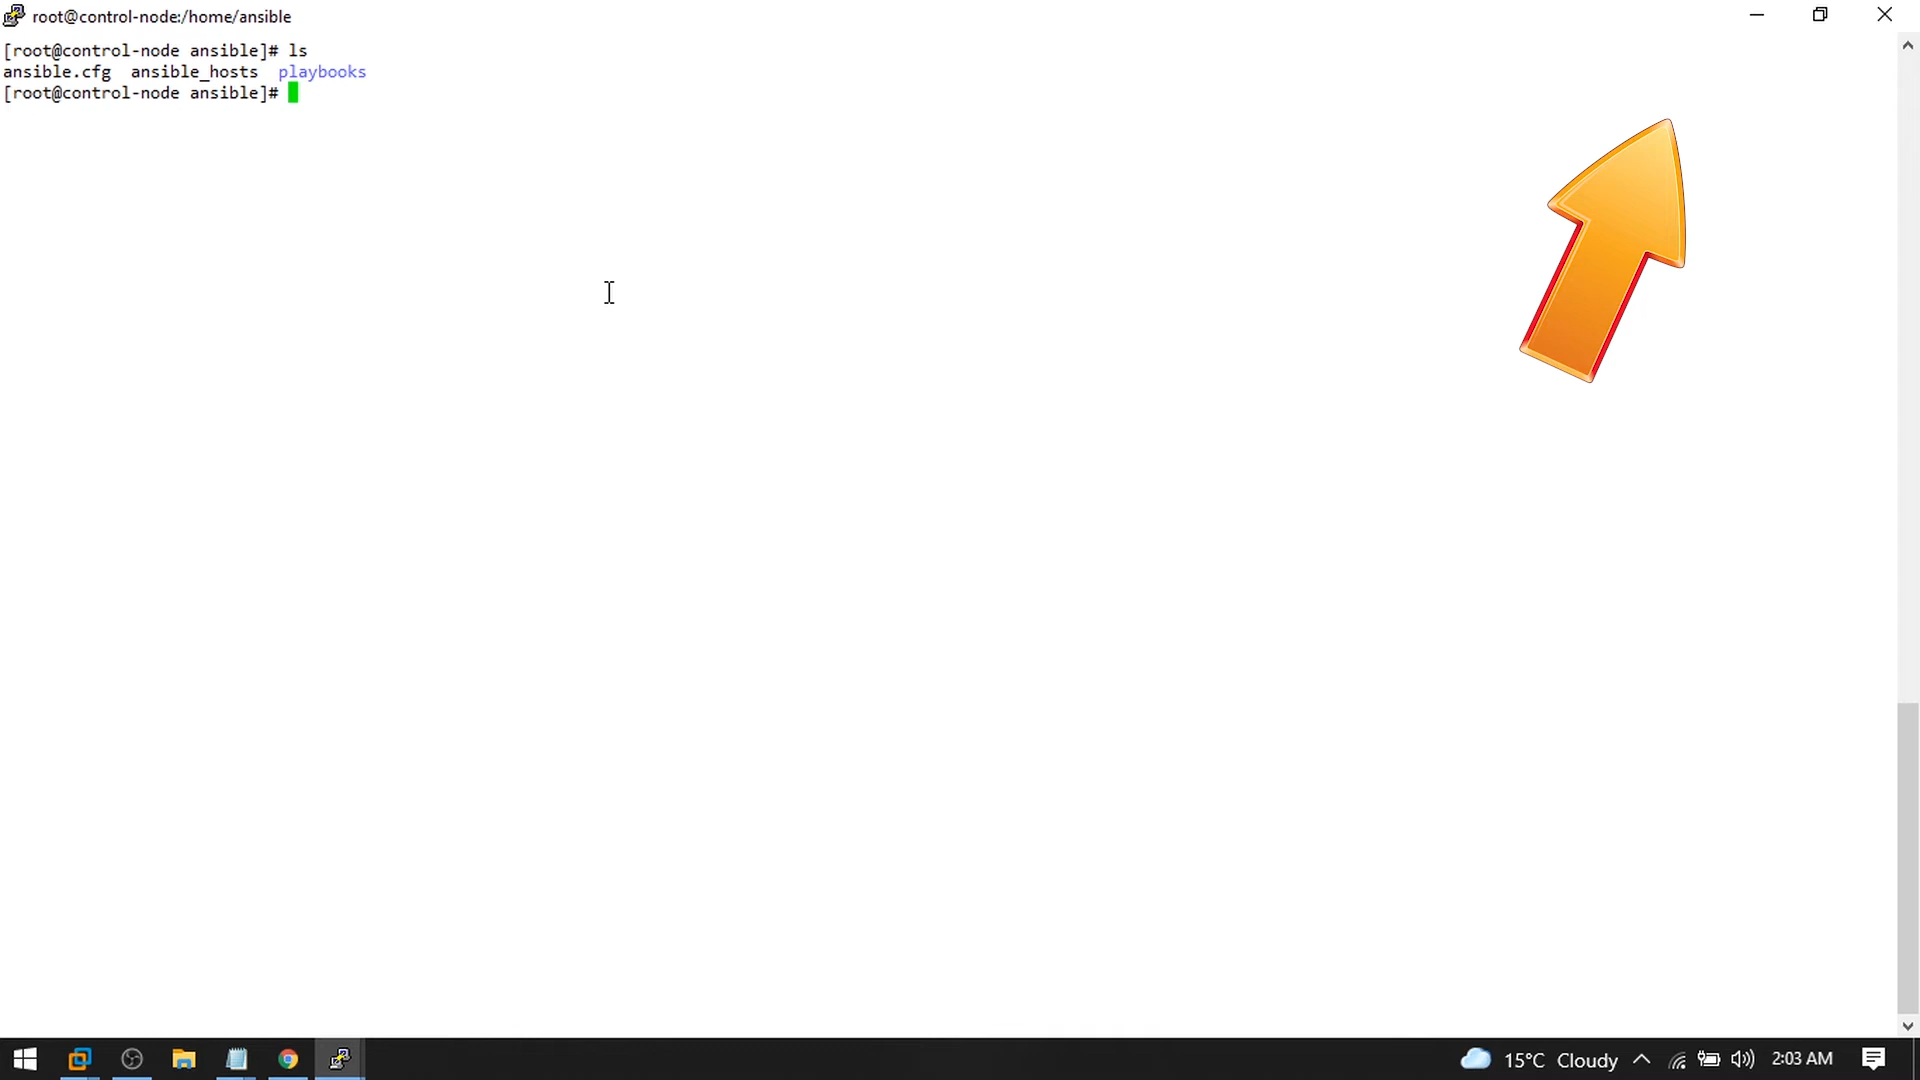 root@control-node:/home/ansible
[root@control-node ansible]# ls
ansible.cfg  ansible_hosts  playbooks
[root@control-node ansible]#
15°C Cloudy
2:03 AM